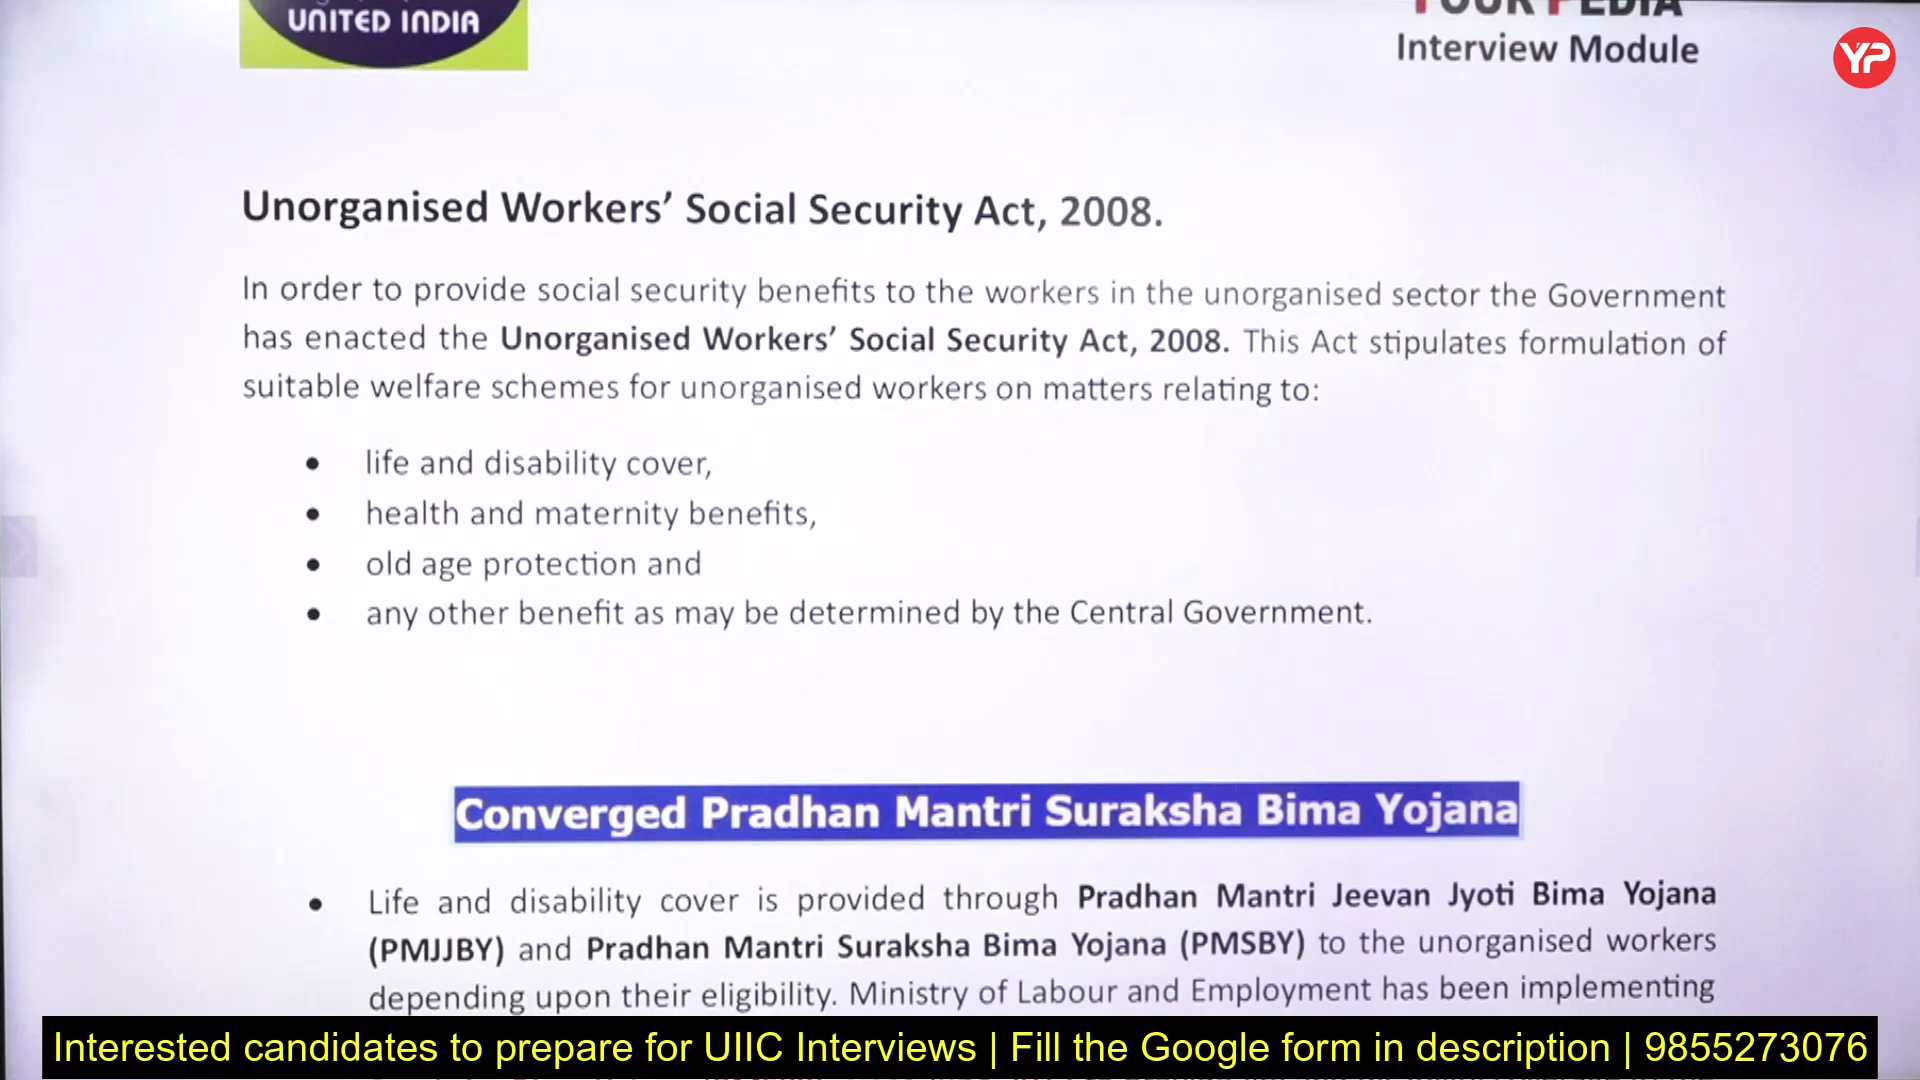 UNITED INDIA
YOUR PEDIA
Interview Module
YP
Unorganised Workers’ Social Security Act, 2008.
In order to provide social security benefits to the workers in the unorganised sector the Government
has enacted the Unorganised Workers’ Social Security Act, 2008. This Act stipulates formulation of
suitable welfare schemes for unorganised workers on matters relating to:
• life and disability cover,
• health and maternity benefits,
• old age protection and
• any other benefit as may be determined by the Central Government.
Converged Pradhan Mantri Suraksha Bima Yojana
• Life and disability cover is provided through Pradhan Mantri Jeevan Jyoti Bima Yojana
(PMJJBY) and Pradhan Mantri Suraksha Bima Yojana (PMSBY) to the unorganised workers
depending upon their eligibility. Ministry of Labour and Employment has been implementing
Interested candidates to prepare for UIIC Interviews | Fill the Google form in description | 9855273076